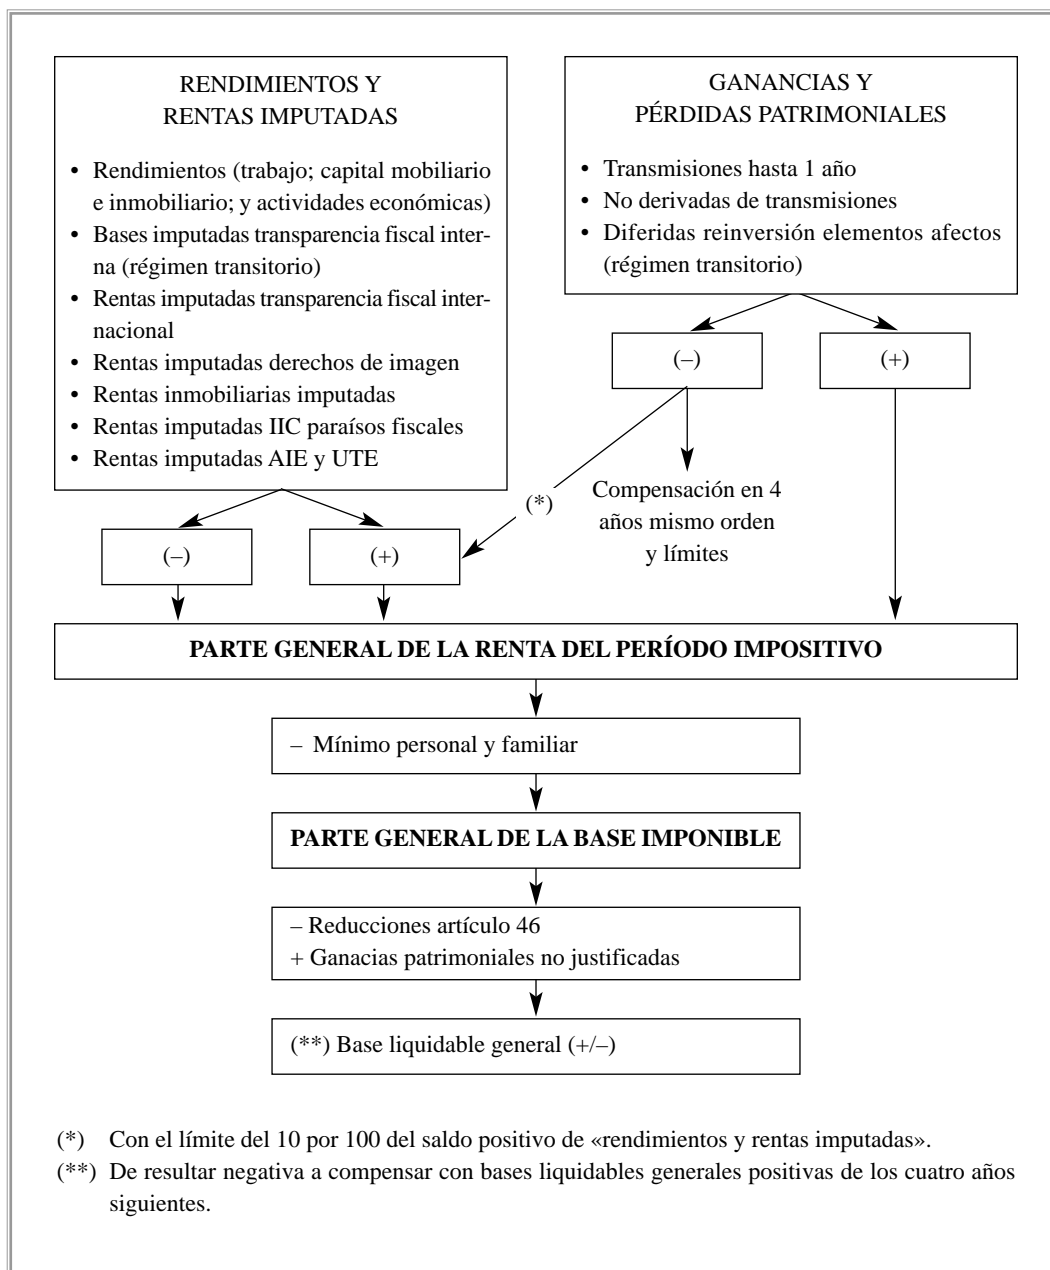 RENDIMIENTOS Y
RENTAS IMPUTADAS
• Rendimientos (trabajo; capital mobiliario
e inmobiliario; y actividades económicas)
• Bases imputadas transparencia fiscal inter-
na (régimen transitorio)
• Rentas imputadas transparencia fiscal inter-
nacional
• Rentas imputadas derechos de imagen
• Rentas inmobiliarias imputadas
• Rentas imputadas IIC paraísos fiscales
• Rentas imputadas AIE y UTE
GANANCIAS Y
PÉRDIDAS PATRIMONIALES
• Transmisiones hasta 1 año
• No derivadas de transmisiones
• Diferidas reinversión elementos afectos
(régimen transitorio)
(–)
(+)
(*)
Compensación en 4
años mismo orden
y límites
(–)
(+)
PARTE GENERAL DE LA RENTA DEL PERÍODO IMPOSITIVO
– Mínimo personal y familiar
PARTE GENERAL DE LA BASE IMPONIBLE
– Reducciones artículo 46
+ Ganacias patrimoniales no justificadas
(**) Base liquidable general (+/–)
(*) Con el límite del 10 por 100 del saldo positivo de «rendimientos y rentas imputadas».
(**) De resultar negativa a compensar con bases liquidables generales positivas de los cuatro años
siguientes.